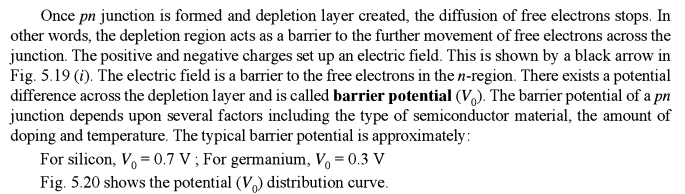 Once pn junction is formed and depletion layer created, the diffusion of free electrons stops. In
other words, the depletion region acts as a barrier to the further movement of free electrons across the
junction. The positive and negative charges set up an electric field. This is shown by a black arrow in
Fig. 5.19 (i). The electric field is a barrier to the free electrons in the n-region. There exists a potential
difference across the depletion layer and is called barrier potential (V₀). The barrier potential of a pn
junction depends upon several factors including the type of semiconductor material, the amount of
doping and temperature. The typical barrier potential is approximately:
For silicon, V₀ = 0.7 V ; For germanium, V₀ = 0.3 V
Fig. 5.20 shows the potential (V₀) distribution curve.